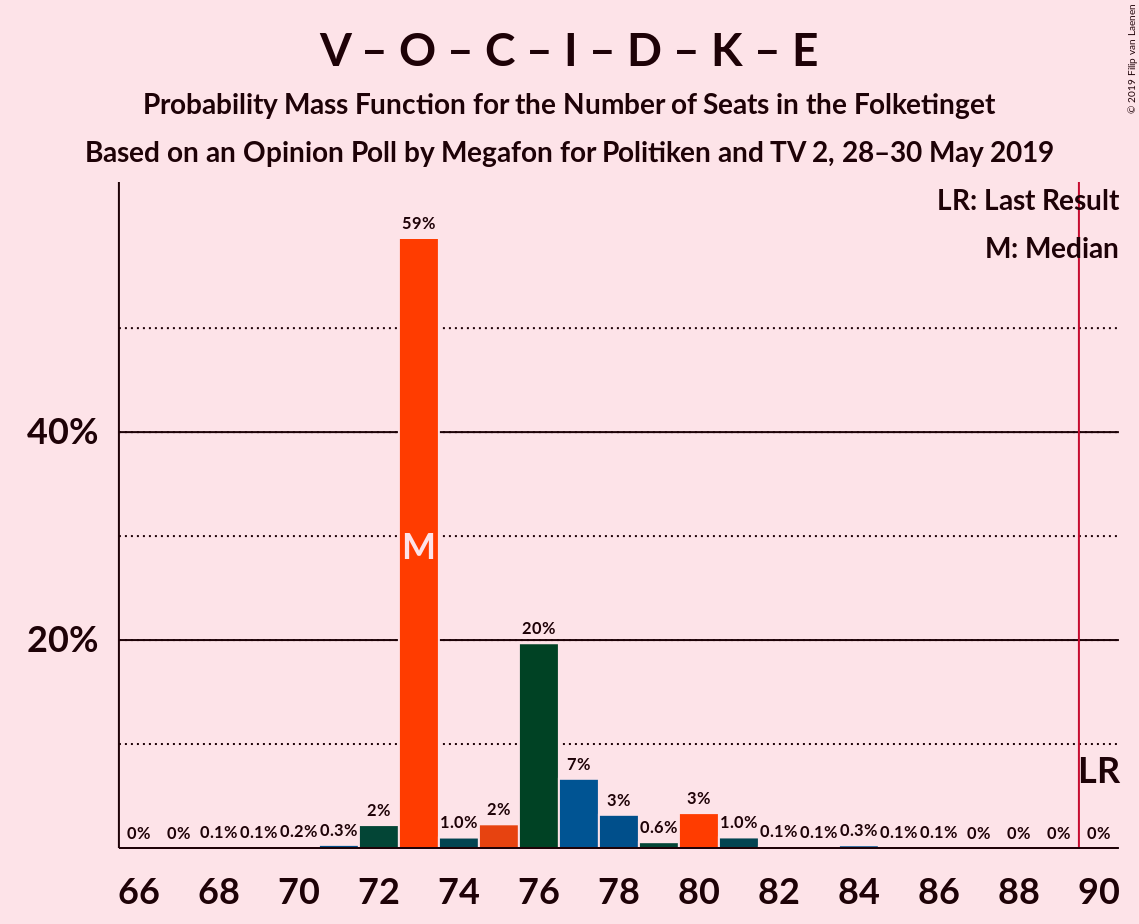 V – O – C – I – D – K – E
Probability Mass Function for the Number of Seats in the Folketinget
Based on an Opinion Poll by Megafon for Politiken and TV 2, 28–30 May 2019
© 2019 Filip van Laenen
LR: Last Result
M: Median
59%
40%
M
20%
20%
7%
LR
0% 0% 0.1% 0.1% 0.2% 0.3% 2% 1.0% 2% 3% 0.6% 3% 1.0% 0.1% 0.1% 0.3% 0.1% 0.1% 0% 0% 0% 0%
66 68 70 72 74 76 78 80 82 84 86 88 90